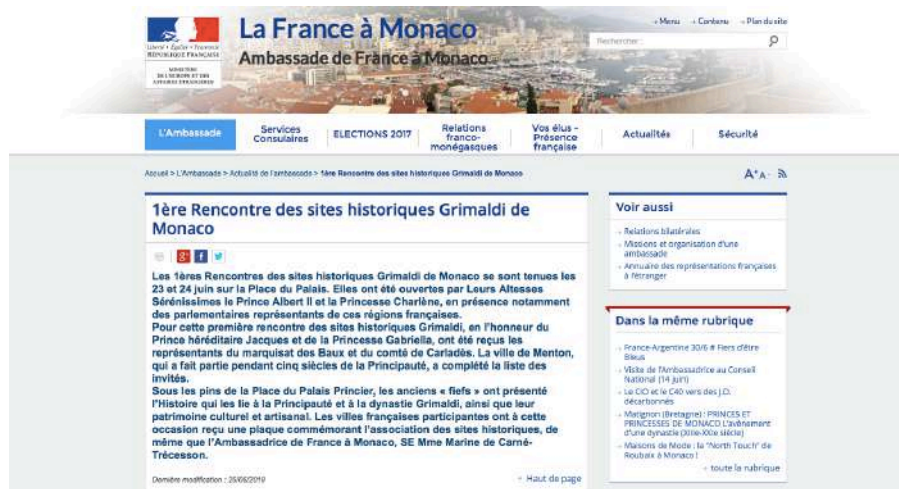 La France à Monaco
Ambassade de France à Monaco
Liberté • Égalité • Fraternité
RÉPUBLIQUE FRANÇAISE
MINISTÈRE
DE L'EUROPE ET DES
AFFAIRES ÉTRANGÈRES
Menu Contenu Plan du site
Rechercher :
L'Ambassade
Services
Consulaires
ELECTIONS 2017
Relations
franco-
monégasques
Vos élus -
Présence
française
Actualités
Sécurité
Accueil > L'Ambassade > Actualité de l'ambassade > 1ère Rencontre des sites historiques Grimaldi de Monaco
A+ A-
1ère Rencontre des sites historiques Grimaldi de
Monaco
Les 1ères Rencontres des sites historiques Grimaldi de Monaco se sont tenues les
23 et 24 juin sur la Place du Palais. Elles ont été ouvertes par Leurs Altesses
Sérénissimes le Prince Albert II et la Princesse Charlène, en présence notamment
des parlementaires représentants de ces régions françaises.
Pour cette première rencontre des sites historiques Grimaldi, en l'honneur du
Prince héréditaire Jacques et de la Princesse Gabriella, ont été reçus les
représentants du marquisat des Baux et du comté de Carladès. La ville de Menton,
qui a fait partie pendant cinq siècles de la Principauté, a complété la liste des
invités.
Sous les pins de la Place du Palais Princier, les anciens « fiefs » ont présenté
l'Histoire qui les lie à la Principauté et à la dynastie Grimaldi, ainsi que leur
patrimoine culturel et artisanal. Les villes françaises participantes ont à cette
occasion reçu une plaque commémorant l'association des sites historiques, de
même que l'Ambassadrice de France à Monaco, SE Mme Marine de Carné-
Trécesson.
Dernière modification :
Haut de page
Voir aussi
Relations bilatérales
Missions et organisation d'une
ambassade
Annuaire des représentations françaises
à l'étranger
Dans la même rubrique
France-Argentine 30/6 # Fiers d'être
Bleus
Visite de l'Ambassadrice au Conseil
National (14 juin)
Le CIO et le C40 vers des J.O.
décarbonnés
Matignon (Bretagne) : PRINCES ET
PRINCESSES DE MONACO L'avènement
d'une dynastie (XIIIe-XXIe siècle)
Maisons de Mode : la "North Touch" de
Roubaix à Monaco !
toute la rubrique